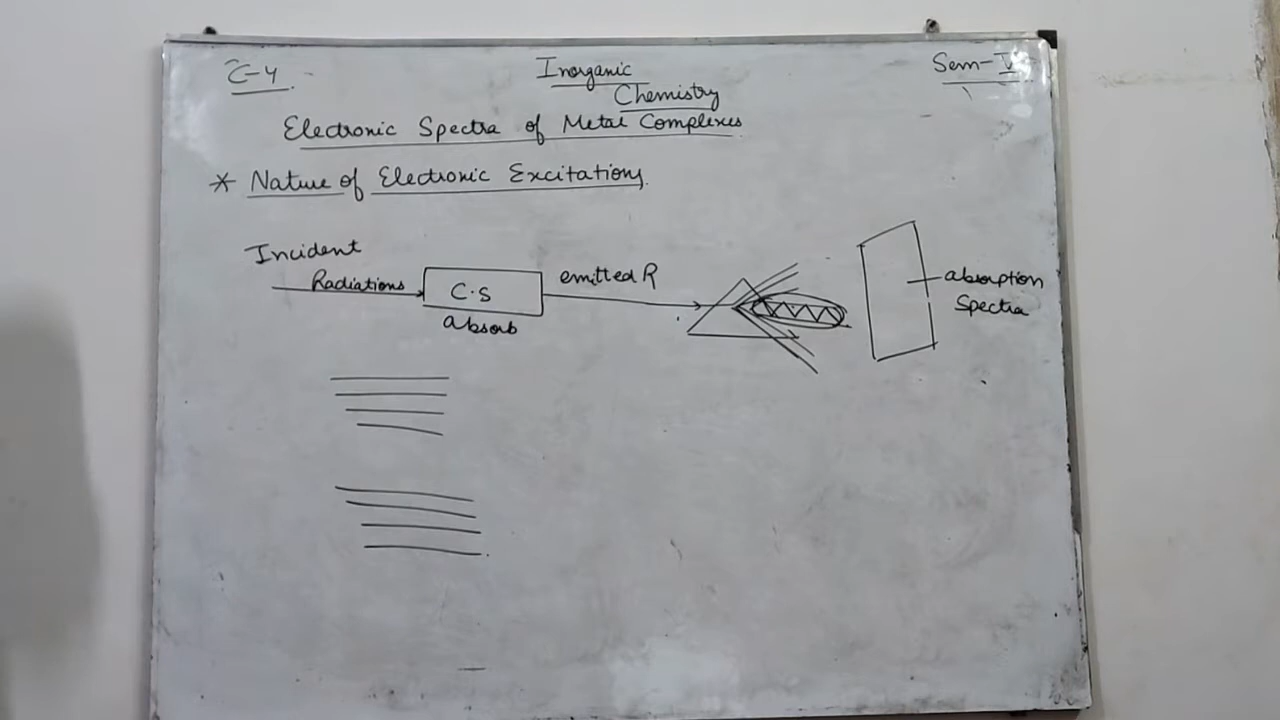 C-4
Inorganic
Chemistry
Sem-V
Electronic Spectra of Metal Complexes
* Nature of Electronic Excitations
Incident
Radiations
C.S
absorb
emitted R
absorption
Spectra